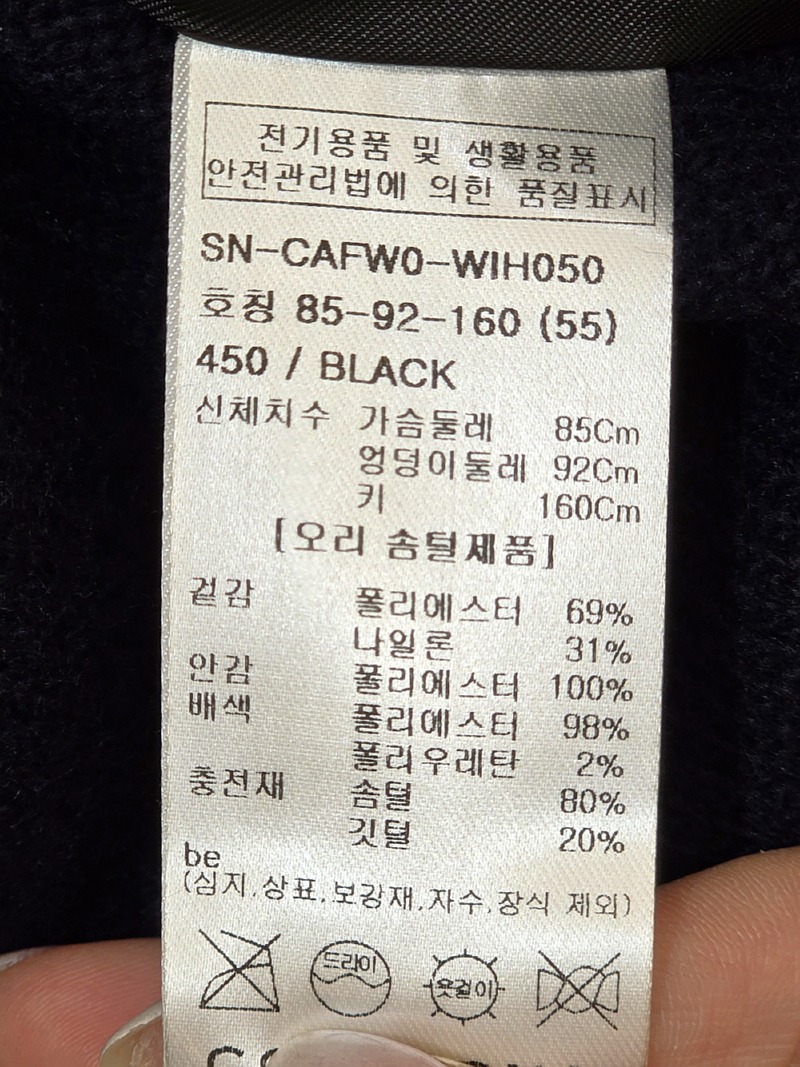 전기용품 및 생활용품
안전관리법에 의한 품질표시
SN-CAFW0-WIH050
호칭 85-92-160 (55)
450 / BLACK
신체치수 가슴둘레 85Cm
엉덩이둘레 92Cm
키 160Cm
[오리 솜털제품]
겉감 폴리에스터 69%
나일론 31%
안감 폴리에스터 100%
배색 폴리에스터 98%
폴리우레탄 2%
충전재 솜털 80%
깃털 20%
be
(심지.상표.보강재.자수.장식 제외)
드라이 옷걸이